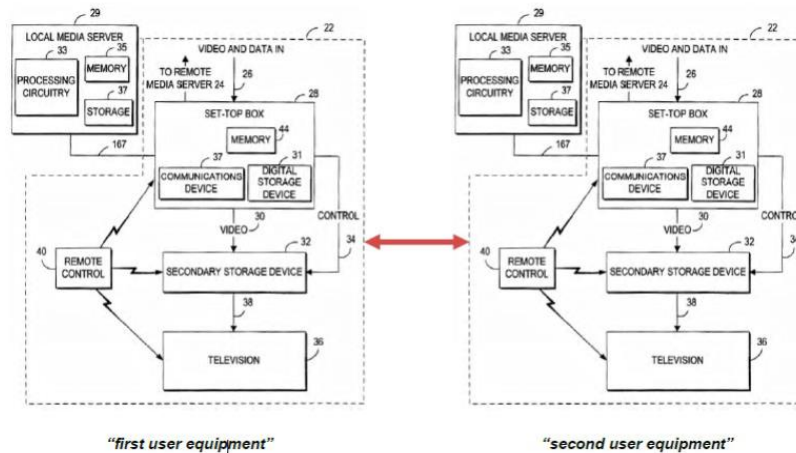 29
LOCAL MEDIA SERVER
33
PROCESSING
CIRCUITRY
35
MEMORY
37
STORAGE
167
22
VIDEO AND DATA IN
TO REMOTE
MEDIA SERVER 24
26
28
SET-TOP BOX
44
MEMORY
37
COMMUNICATIONS
DEVICE
31
DIGITAL
STORAGE
DEVICE
30
VIDEO
CONTROL
34
32
SECONDARY STORAGE DEVICE
40
REMOTE
CONTROL
38
36
TELEVISION
"first user equipment"
29
LOCAL MEDIA SERVER
33
PROCESSING
CIRCUITRY
35
MEMORY
37
STORAGE
167
22
VIDEO AND DATA IN
TO REMOTE
MEDIA SERVER 24
26
28
SET-TOP BOX
44
MEMORY
37
COMMUNICATIONS
DEVICE
31
DIGITAL
STORAGE
DEVICE
30
VIDEO
CONTROL
32
SECONDARY STORAGE DEVICE
40
REMOTE
CONTROL
38
36
TELEVISION
"second user equipment"